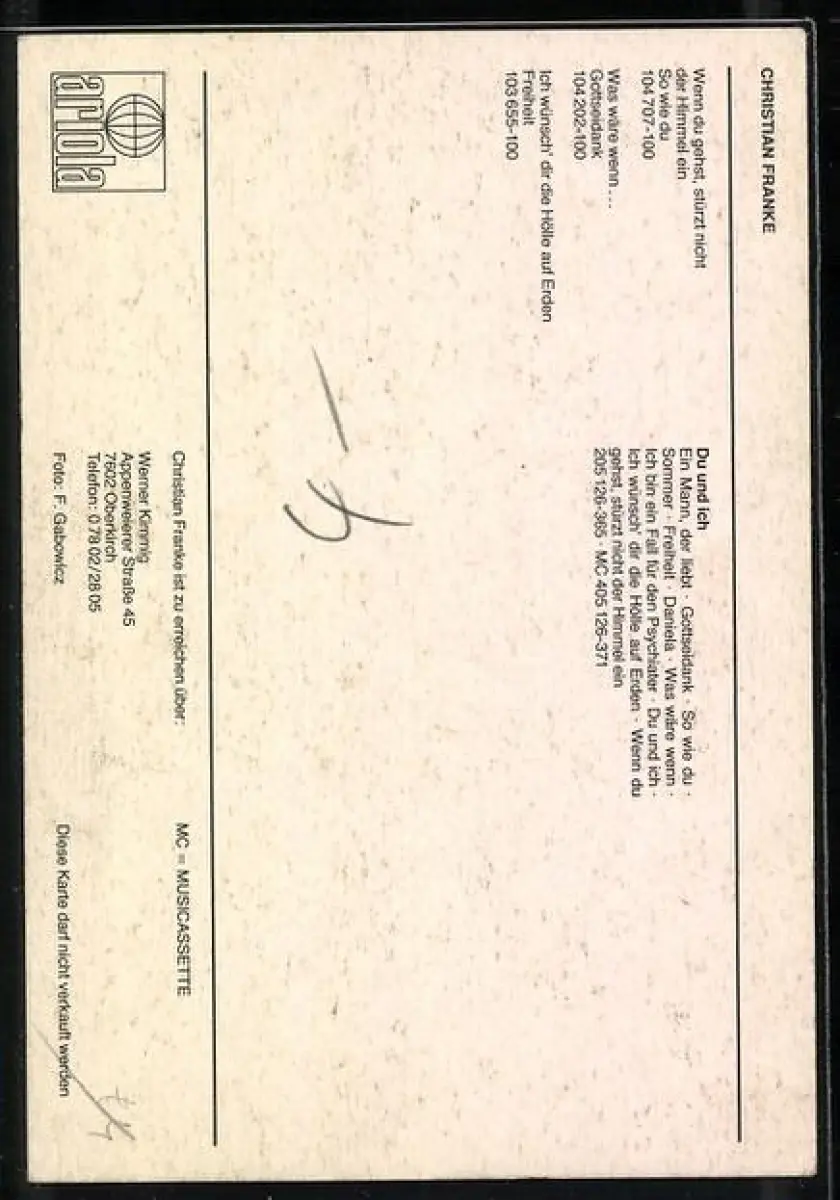 CHRISTIAN FRANKE
Wenn du gehst, stürzt nicht
der Himmel ein
So wie du
104 707-100
Was wäre wenn ...
Gottseidank
104 202-100
Ich wünsch' dir die Hölle auf Erden
Freiheit
103 655-100
Du und ich
Ein Mann, der liebt · Gottseidank · So wie du ·
Sommer · Freiheit · Daniela · Was wäre wenn ·
Ich bin ein Fall für den Psychiater · Du und ich ·
Ich wünsch' dir die Hölle auf Erden · Wenn du
gehst, stürzt nicht der Himmel ein
205 126-365 · MC 405 126-371
ariola
Christian Franke ist zu erreichen über:
Werner Kimmig
Appenweierer Straße 45
7602 Oberkirch
Telefon: 0 78 02/28 05
Foto: F. Gabowicz
MC = MUSICASSETTE
Diese Karte darf nicht verkauft werden